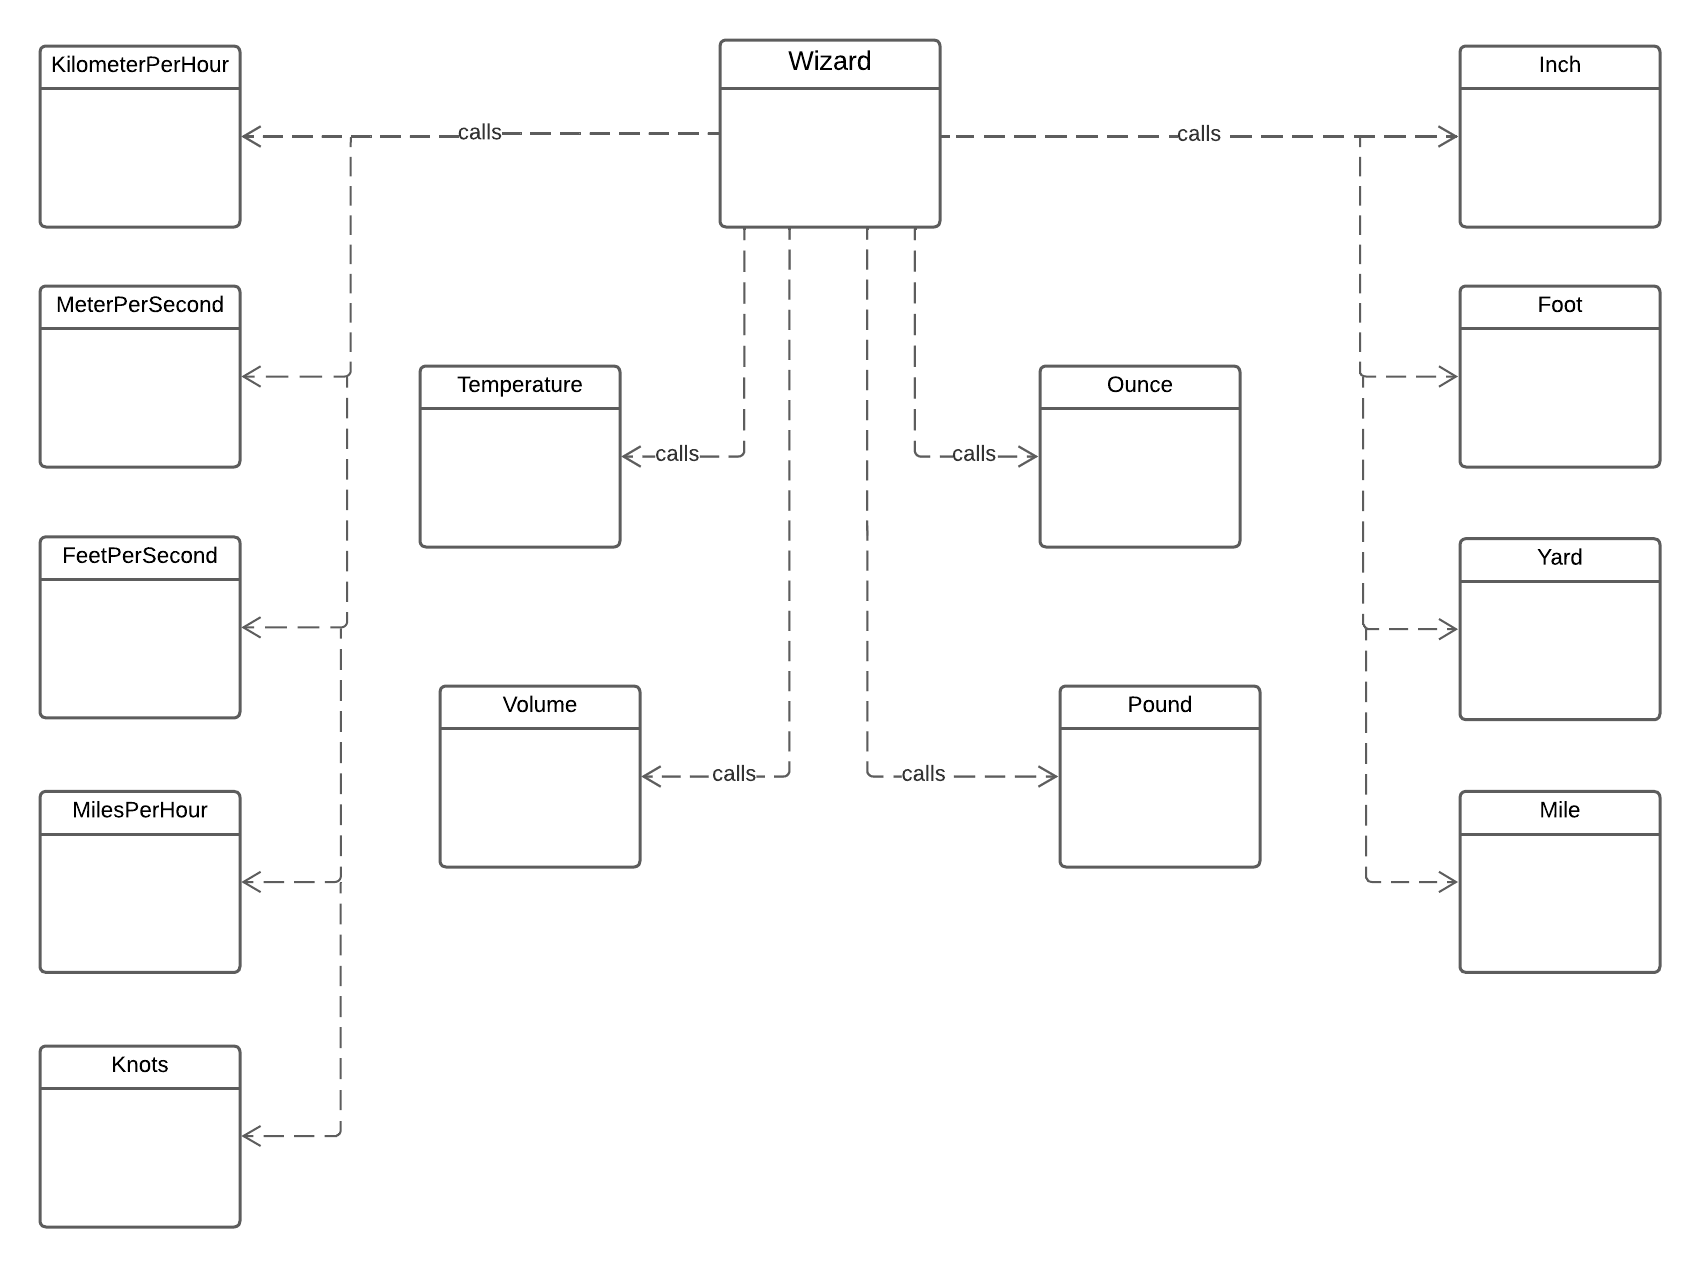 Wizard
KilometerPerHour
Inch
calls
calls
MeterPerSecond
Foot
Temperature
Ounce
calls
calls
FeetPerSecond
Yard
Volume
Pound
calls
calls
MilesPerHour
Mile
Knots